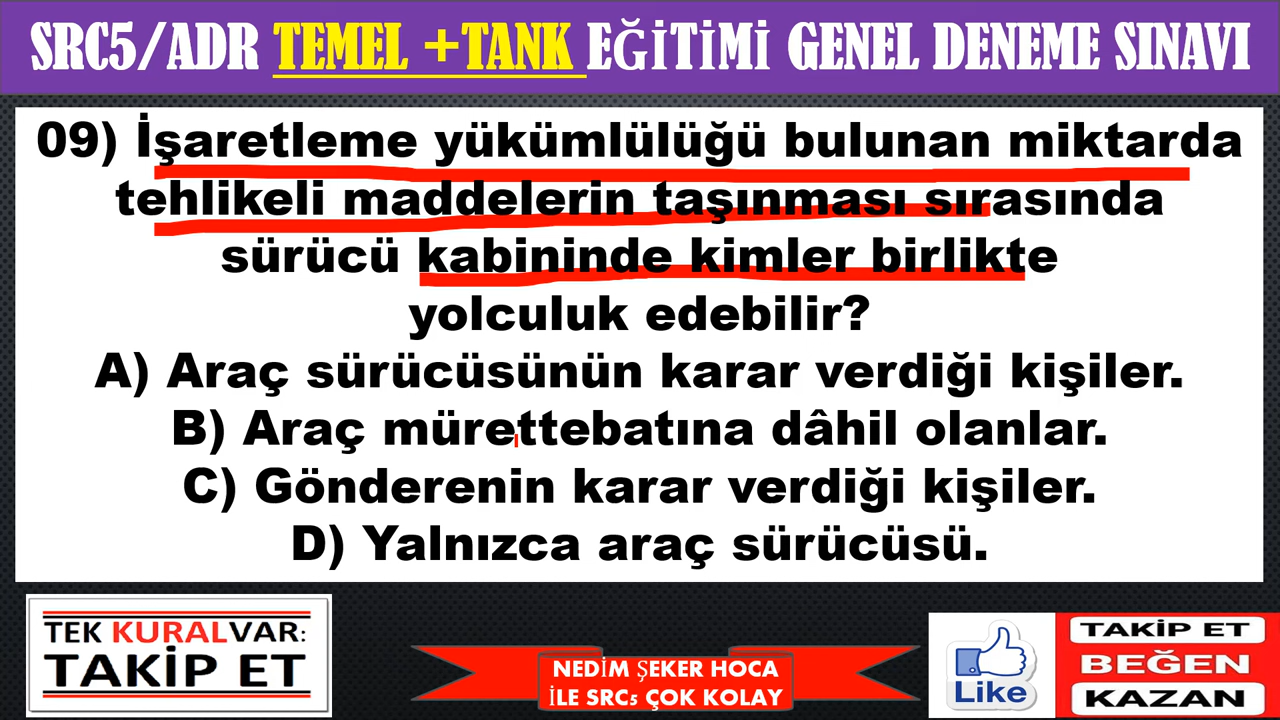 SRC5/ADR TEMEL +TANK EĞİTİMİ GENEL DENEME SINAVI
09) İşaretleme yükümlülüğü bulunan miktarda
tehlikeli maddelerin taşınması sırasında
sürücü kabininde kimler birlikte
yolculuk edebilir?
A) Araç sürücüsünün karar verdiği kişiler.
B) Araç mürettebatına dâhil olanlar.
C) Gönderenin karar verdiği kişiler.
D) Yalnızca araç sürücüsü.
TEK KURAL VAR:
TAKİP ET
NEDİM ŞEKER HOCA
İLE SRC5 ÇOK KOLAY
Like
TAKİP ET
BEĞEN
KAZAN